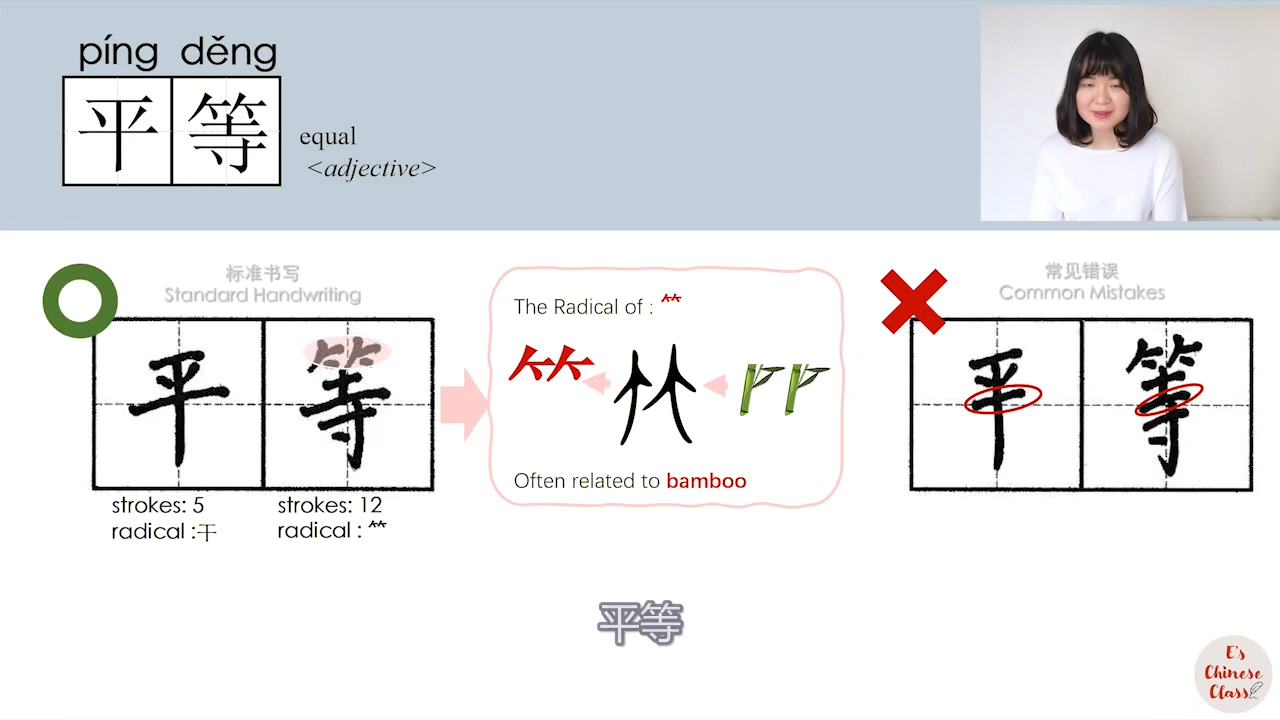 píng děng
平等
equal
<adjective>
标准书写
Standard Handwriting
平等
strokes: 5
radical :干
strokes: 12
radical : ⺮
The Radical of : ⺮
⺮
Often related to bamboo
常见错误
Common Mistakes
平等
平等
E's
Chinese
Class